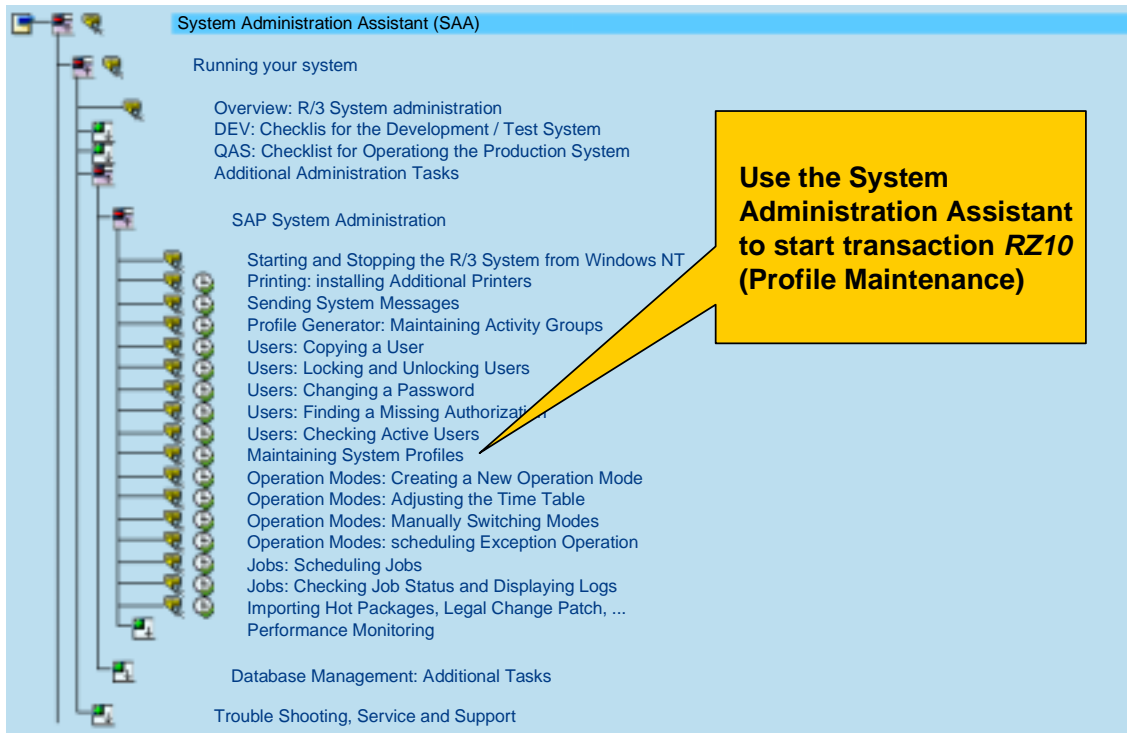 System Administration Assistant (SAA)
Running your system
Overview: R/3 System administration
DEV: Checklis for the Development / Test System
QAS: Checklist for Operationg the Production System
Additional Administration Tasks
SAP System Administration
Starting and Stopping the R/3 System from Windows NT
Printing: installing Additional Printers
Sending System Messages
Profile Generator: Maintaining Activity Groups
Users: Copying a User
Users: Locking and Unlocking Users
Users: Changing a Password
Users: Finding a Missing Authorization
Users: Checking Active Users
Maintaining System Profiles
Operation Modes: Creating a New Operation Mode
Operation Modes: Adjusting the Time Table
Operation Modes: Manually Switching Modes
Operation Modes: scheduling Exception Operation
Jobs: Scheduling Jobs
Jobs: Checking Job Status and Displaying Logs
Importing Hot Packages, Legal Change Patch, ...
Performance Monitoring
Database Management: Additional Tasks
Trouble Shooting, Service and Support
Use the System
Administration Assistant
to start transaction RZ10
(Profile Maintenance)